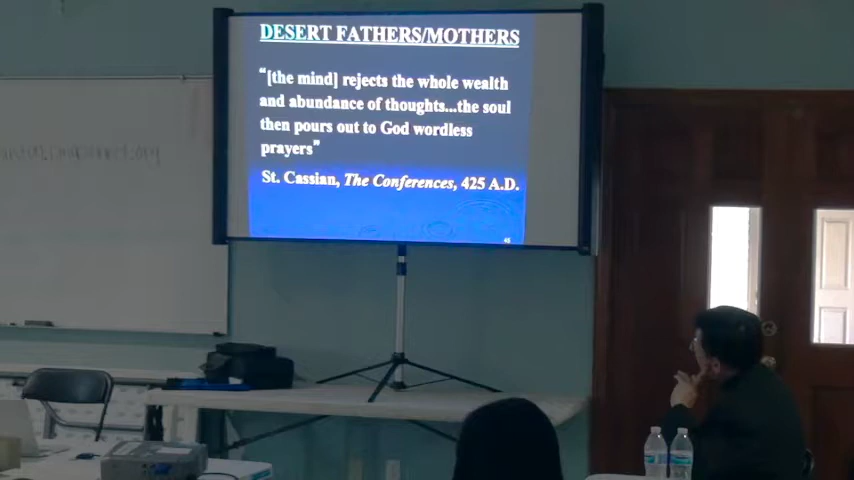 DESERT FATHERS/MOTHERS
“[the mind] rejects the whole wealth
and abundance of thoughts...the soul
then pours out to God wordless
prayers”
St. Cassian, The Conferences, 425 A.D.